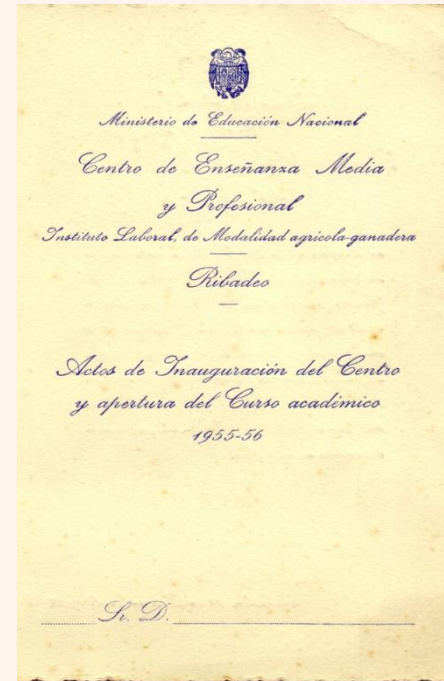 Ministerio de Educación Nacional
Centro de Enseñanza Media
y Profesional
Instituto Laboral, de Modalidad agrícola-ganadera
Ribadeo
Actos de Inauguración del Centro
y apertura del Curso académico
1955-56
Sr. D.